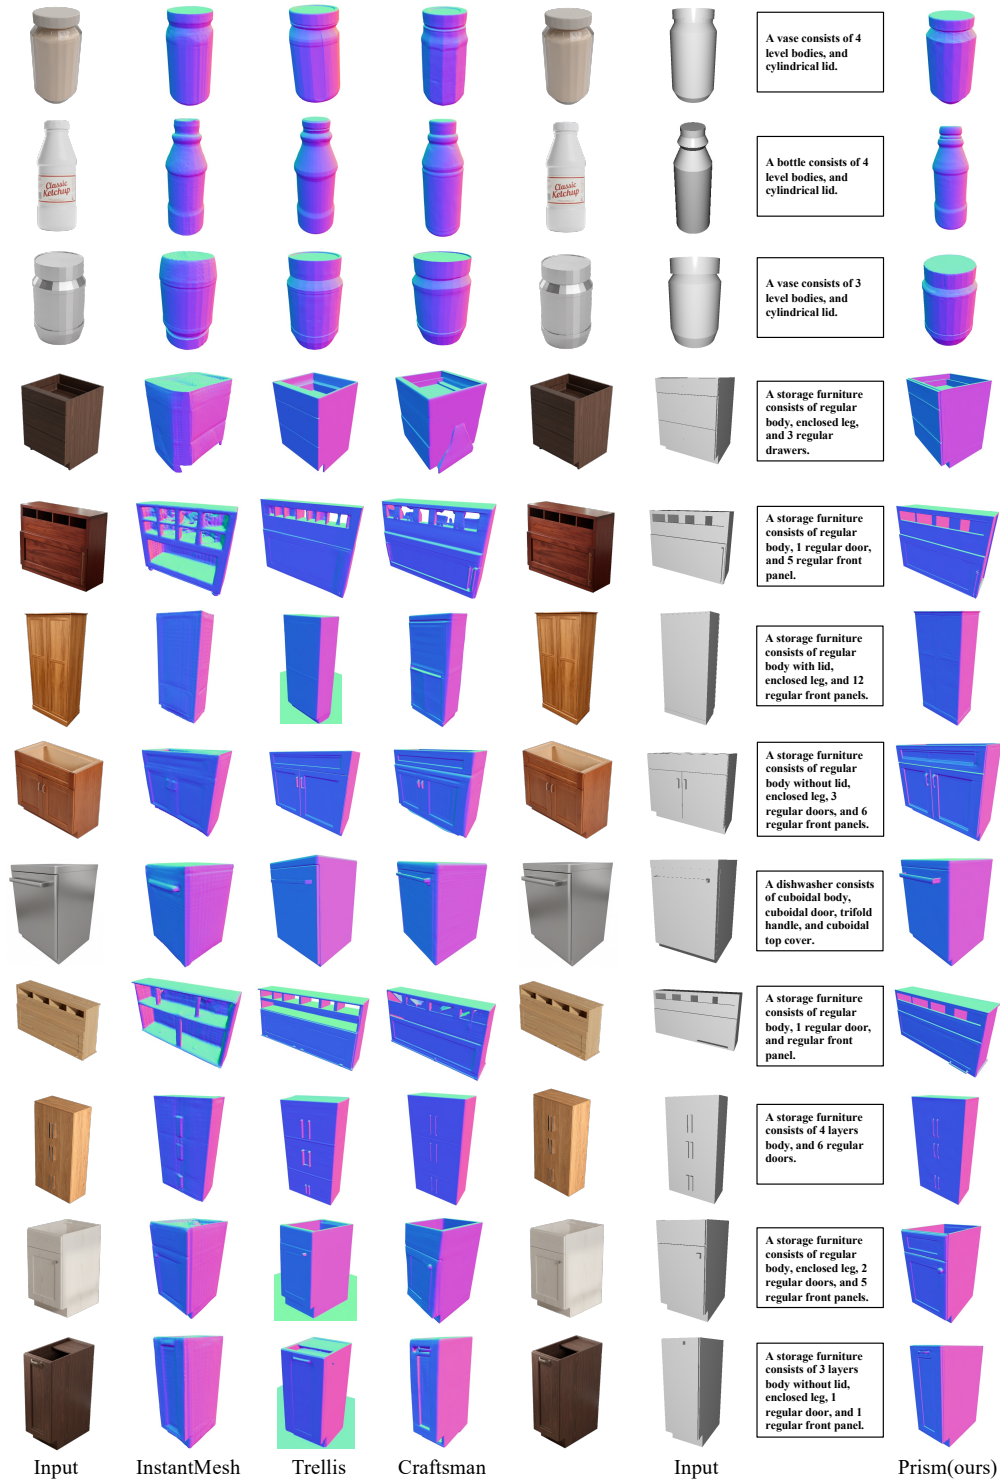 A vase consists of 4
level bodies, and
cylindrical lid.
Classic
Ketchup
Classic
Ketchup
A bottle consists of 4
level bodies, and
cylindrical lid.
A vase consists of 3
level bodies, and
cylindrical lid.
A storage furniture
consists of regular
body, enclosed leg,
and 3 regular
drawers.
A storage furniture
consists of regular
body, 1 regular door,
and 5 regular front
panel.
A storage furniture
consists of regular
body with lid,
enclosed leg, and 12
regular front panels.
A storage furniture
consists of regular
body without lid,
enclosed leg, 3
regular doors, and 6
regular front panels.
A dishwasher consists
of cuboidal body,
cuboidal door, trifold
handle, and cuboidal
top cover.
A storage furniture
consists of regular
body, 1 regular door,
and regular front
panel.
A storage furniture
consists of 4 layers
body, and 6 regular
doors.
A storage furniture
consists of regular
body, enclosed leg, 2
regular doors, and 5
regular front panels.
A storage furniture
consists of 3 layers
body without lid,
enclosed leg, 1
regular door, and 1
regular front panel.
Input InstantMesh Trellis Craftsman Input Prism(ours)